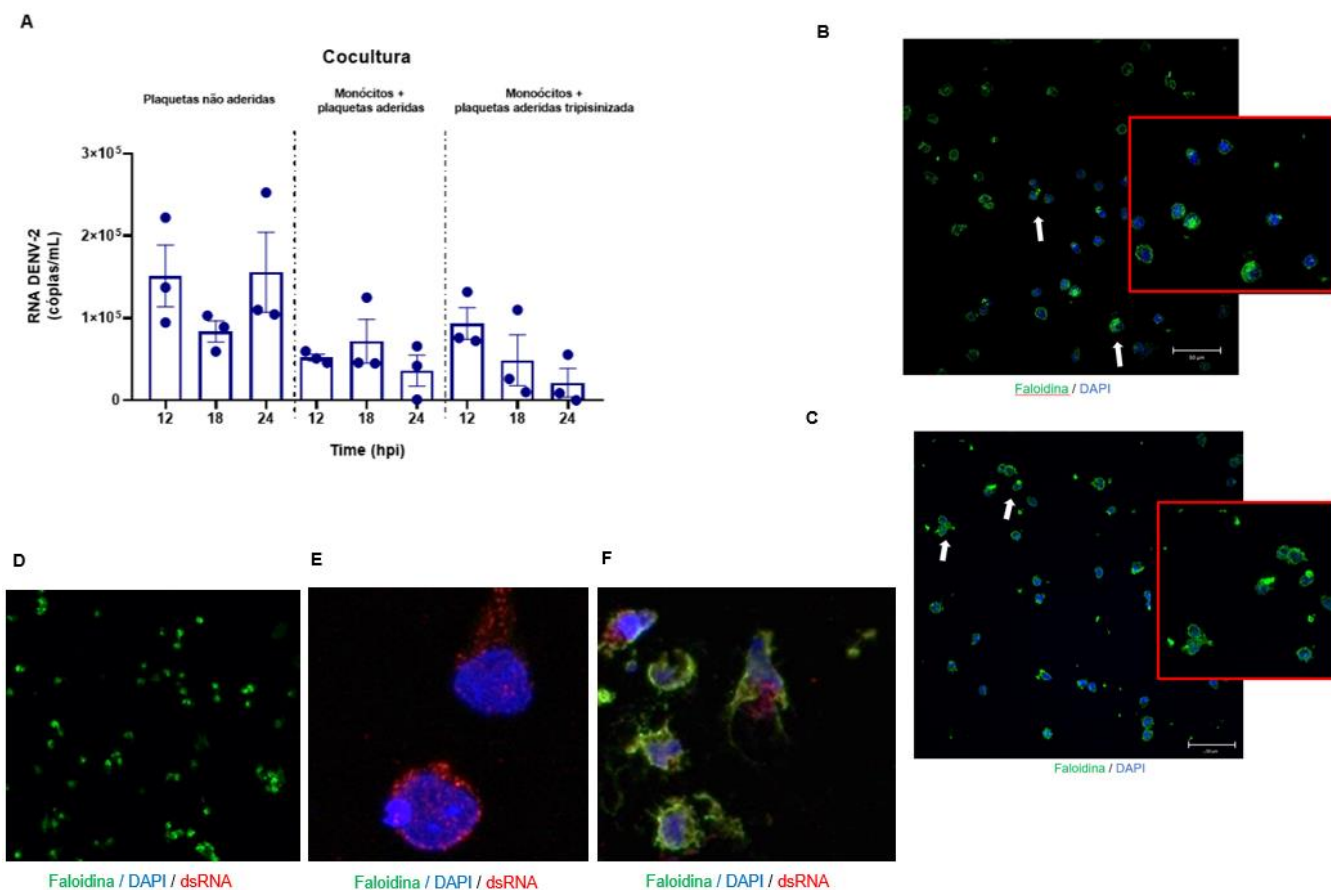 A
Cocultura
Plaquetas não aderidas
Monócitos +
plaquetas aderidas
Monoócitos +
plaquetas aderidas tripisinizada
RNA DENV-2
(cópias/mL)
3×10⁵
2×10⁵
1×10⁵
0
12 18 24 12 18 24 12 18 24
Time (hpi)
B
50 µm
Faloidina / DAPI
C
Faloidina / DAPI
D
E
F
Faloidina / DAPI / dsRNA
Faloidina / DAPI / dsRNA
Faloidina / DAPI / dsRNA